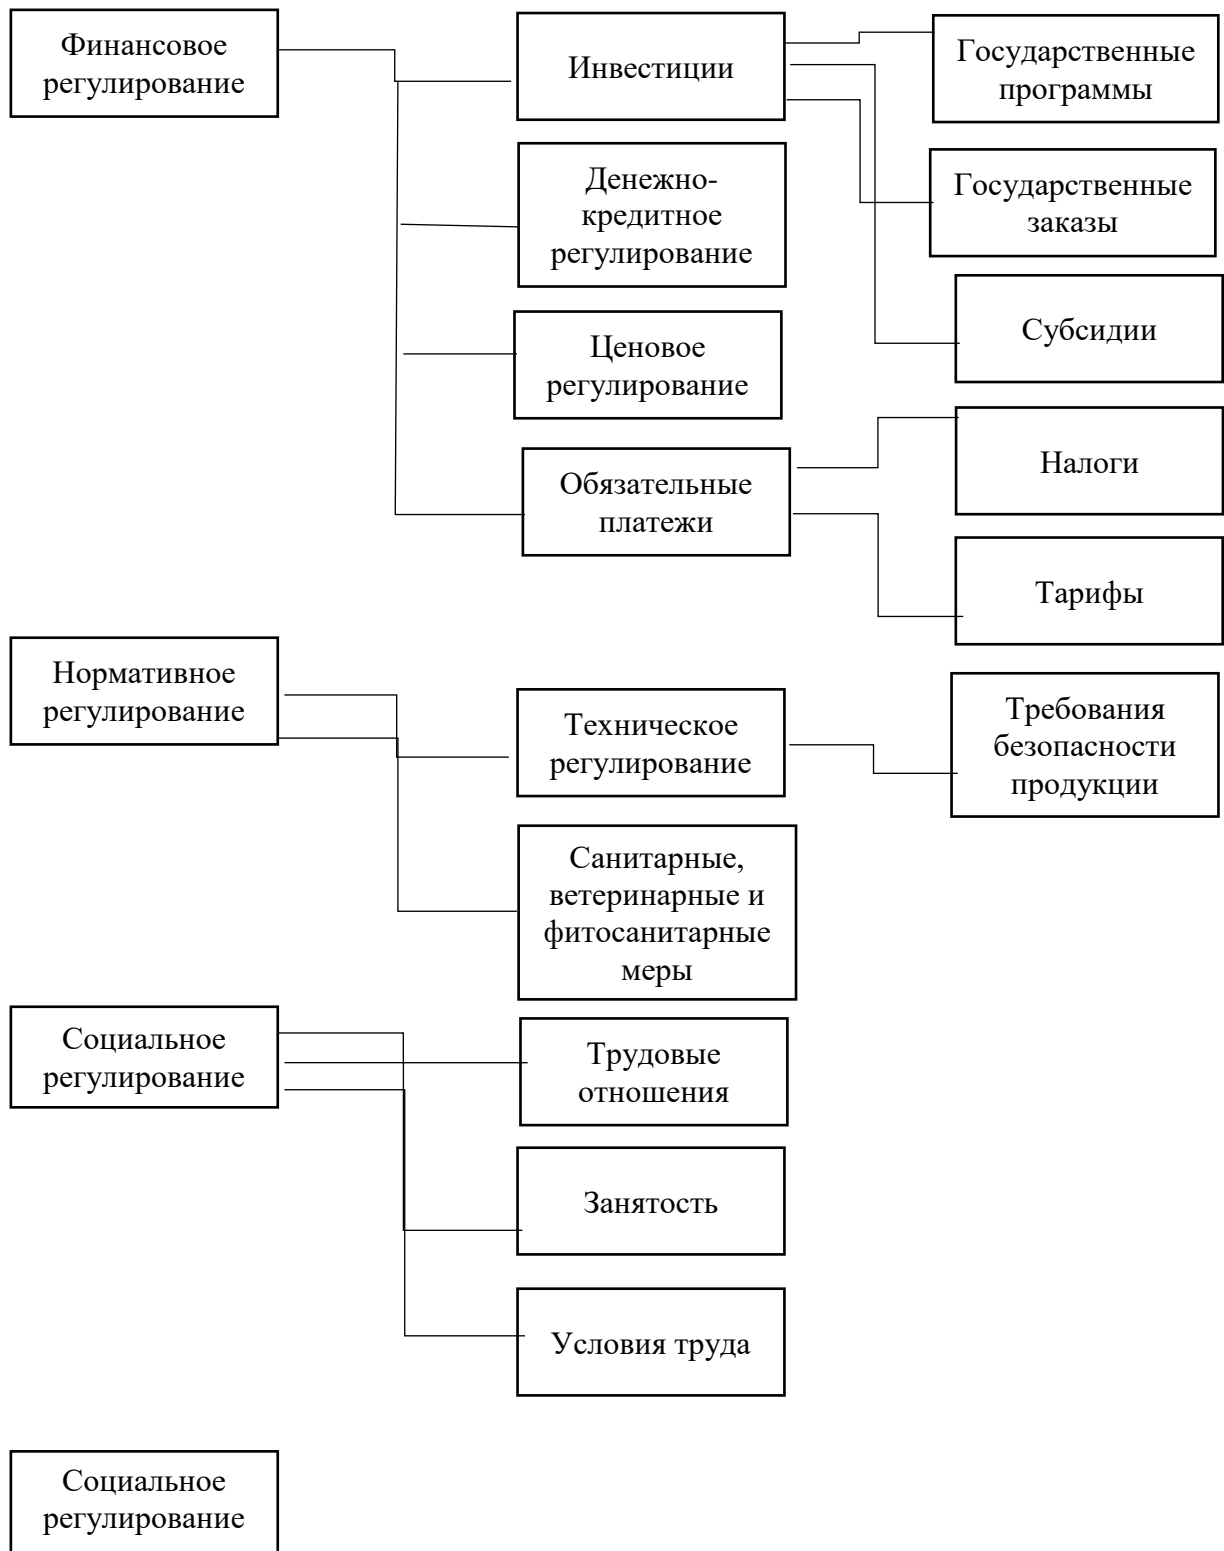 Финансовое
регулирование
Инвестиции
Государственные
программы
Денежно-
кредитное
регулирование
Государственные
заказы
Ценовое
регулирование
Субсидии
Обязательные
платежи
Налоги
Тарифы
Нормативное
регулирование
Техническое
регулирование
Требования
безопасности
продукции
Санитарные,
ветеринарные и
фитосанитарные
меры
Социальное
регулирование
Трудовые
отношения
Занятость
Условия труда
Социальное
регулирование